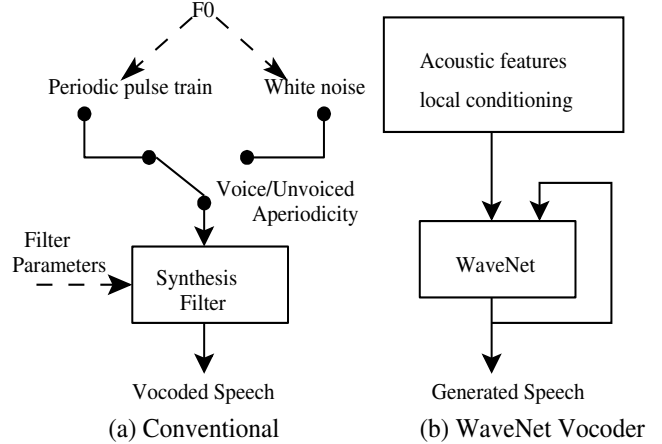 F0
Periodic pulse train
White noise
Voice/Unvoiced
Aperiodicity
Filter
Parameters
Synthesis
Filter
Vocoded Speech
(a) Conventional
Acoustic features
local conditioning
WaveNet
Generated Speech
(b) WaveNet Vocoder